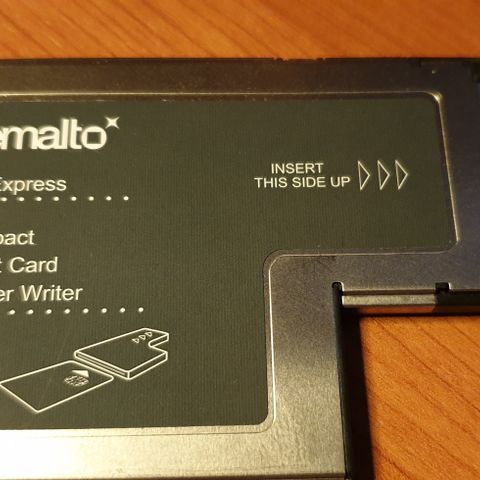 emalto
Express
INSERT
THIS SIDE UP
pact
t Card
er Writer